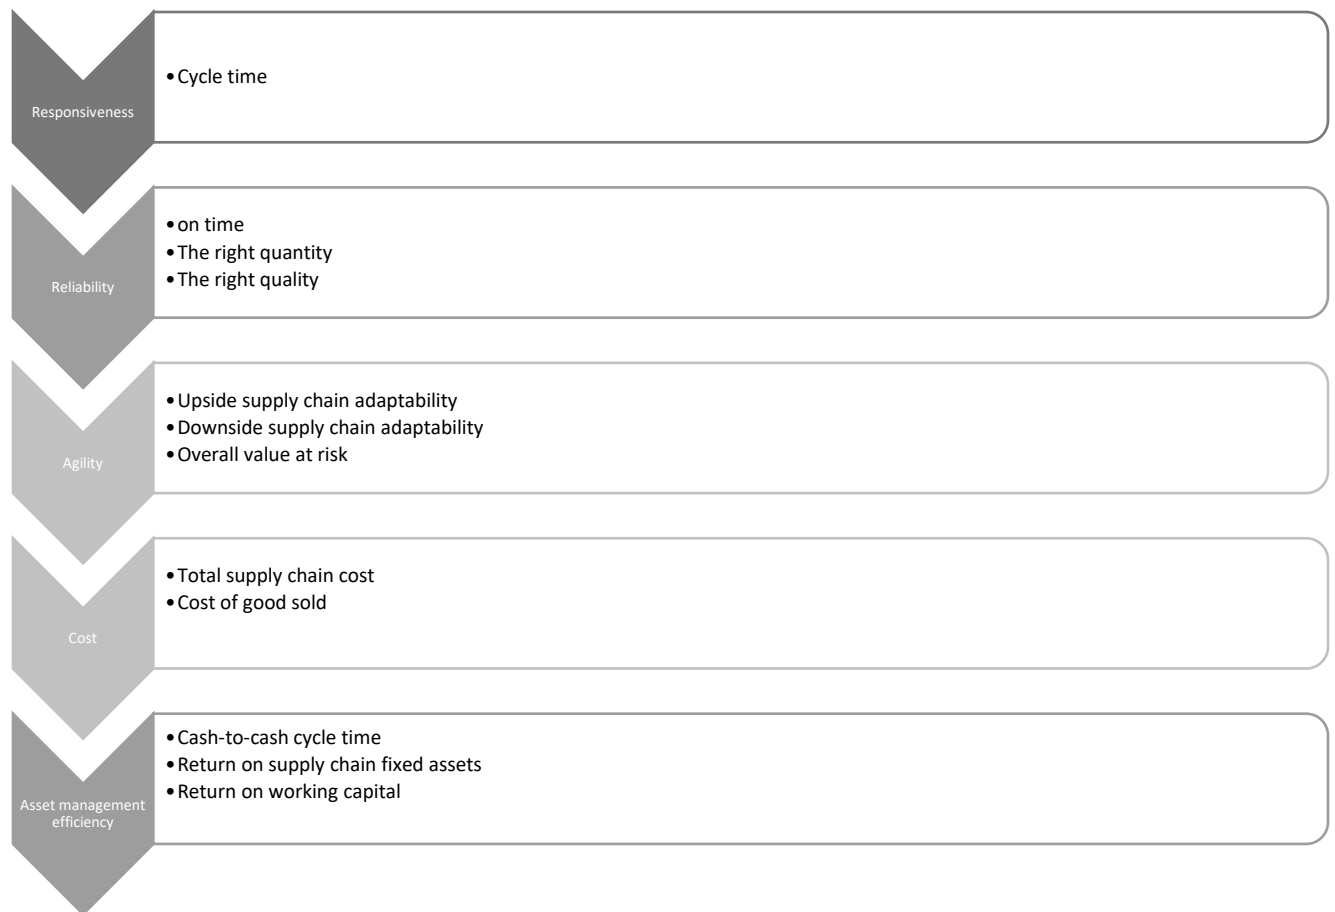 Responsiveness
•Cycle time
Reliability
•on time
•The right quantity
•The right quality
Agility
•Upside supply chain adaptability
•Downside supply chain adaptability
•Overall value at risk
Cost
•Total supply chain cost
•Cost of good sold
Asset management
efficiency
•Cash-to-cash cycle time
•Return on supply chain fixed assets
•Return on working capital